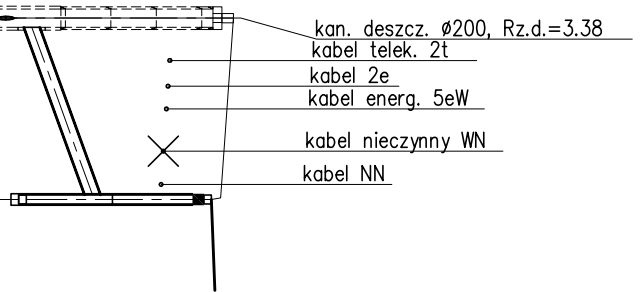 kan. deszcz. Ø200, Rz.d.=3.38
kabel telek. 2t
kabel 2e
kabel energ. 5eW
kabel nieczynny WN
kabel NN